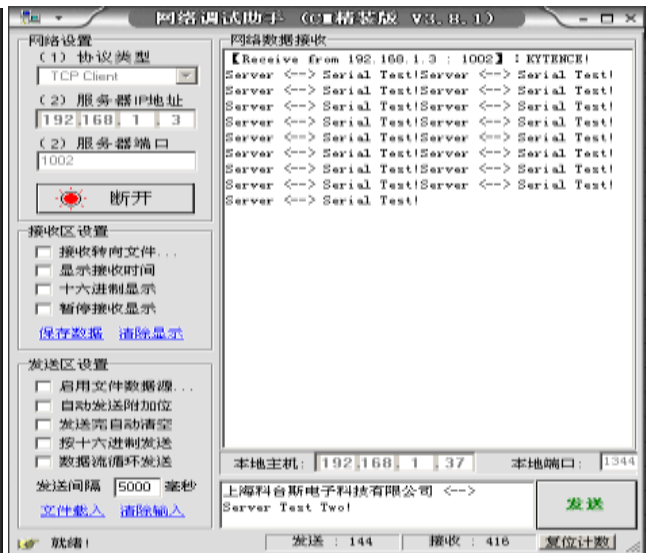 网络调试助手 (C■精装版 V3.8.1)
网络设置
(1) 协议类型
TCP Client
(2) 服务器IP地址
192.168. 1 . 3
(2) 服务器端口
1002
断开
接收区设置
接收转向文件...
显示接收时间
十六进制显示
暂停接收显示
保存数据 清除显示
发送区设置
启用文件数据源...
自动发送附加位
发送完自动清空
按十六进制发送
数据流循环发送
发送间隔 5000 毫秒
文件载入 清除输入
网络数据接收
【Receive from 192.168.1.3 : 1002】:KYTENCE!
Server <--> Serial Test!Server <--> Serial Test!
Server <--> Serial Test!Server <--> Serial Test!
Server <--> Serial Test!Server <--> Serial Test!
Server <--> Serial Test!Server <--> Serial Test!
Server <--> Serial Test!Server <--> Serial Test!
Server <--> Serial Test!Server <--> Serial Test!
Server <--> Serial Test!Server <--> Serial Test!
Server <--> Serial Test!Server <--> Serial Test!
Server <--> Serial Test!
本地主机: 192.168. 1 . 37 本地端口: 1344
上海科台斯电子科技有限公司 <-->
Server Test Two!
发送
就绪! 发送 : 144 接收 : 416 复位计数